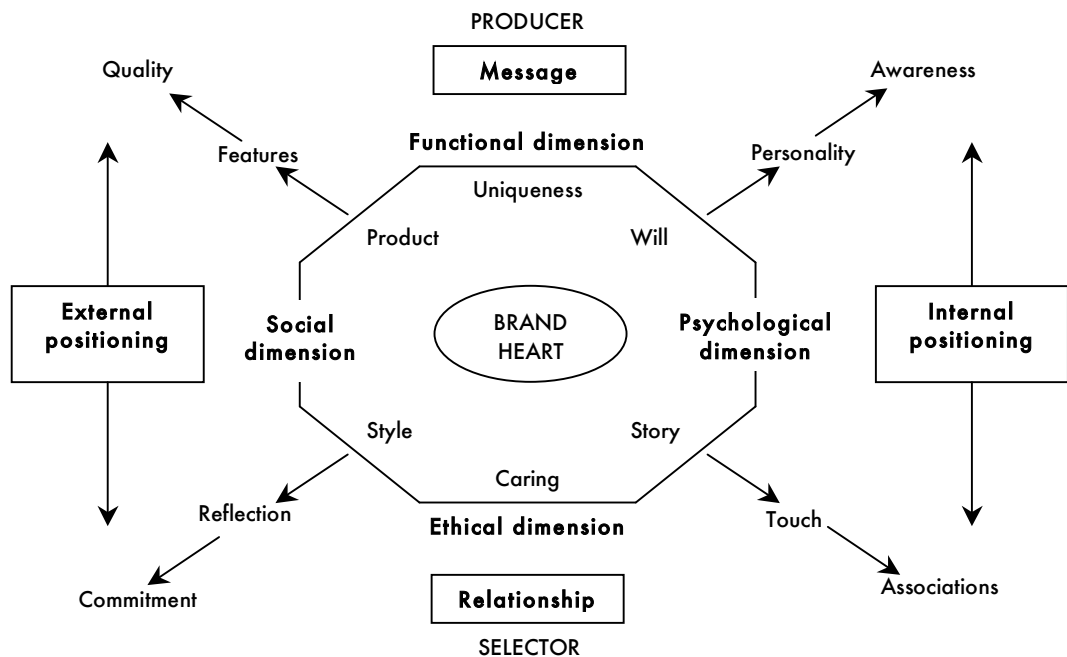 PRODUCER
Message
Quality
Awareness
Functional dimension
Features
Personality
Uniqueness
Product
Will
External
positioning
Social
dimension
BRAND
HEART
Psychological
dimension
Internal
positioning
Style
Story
Caring
Reflection
Ethical dimension
Touch
Commitment
Relationship
Associations
SELECTOR